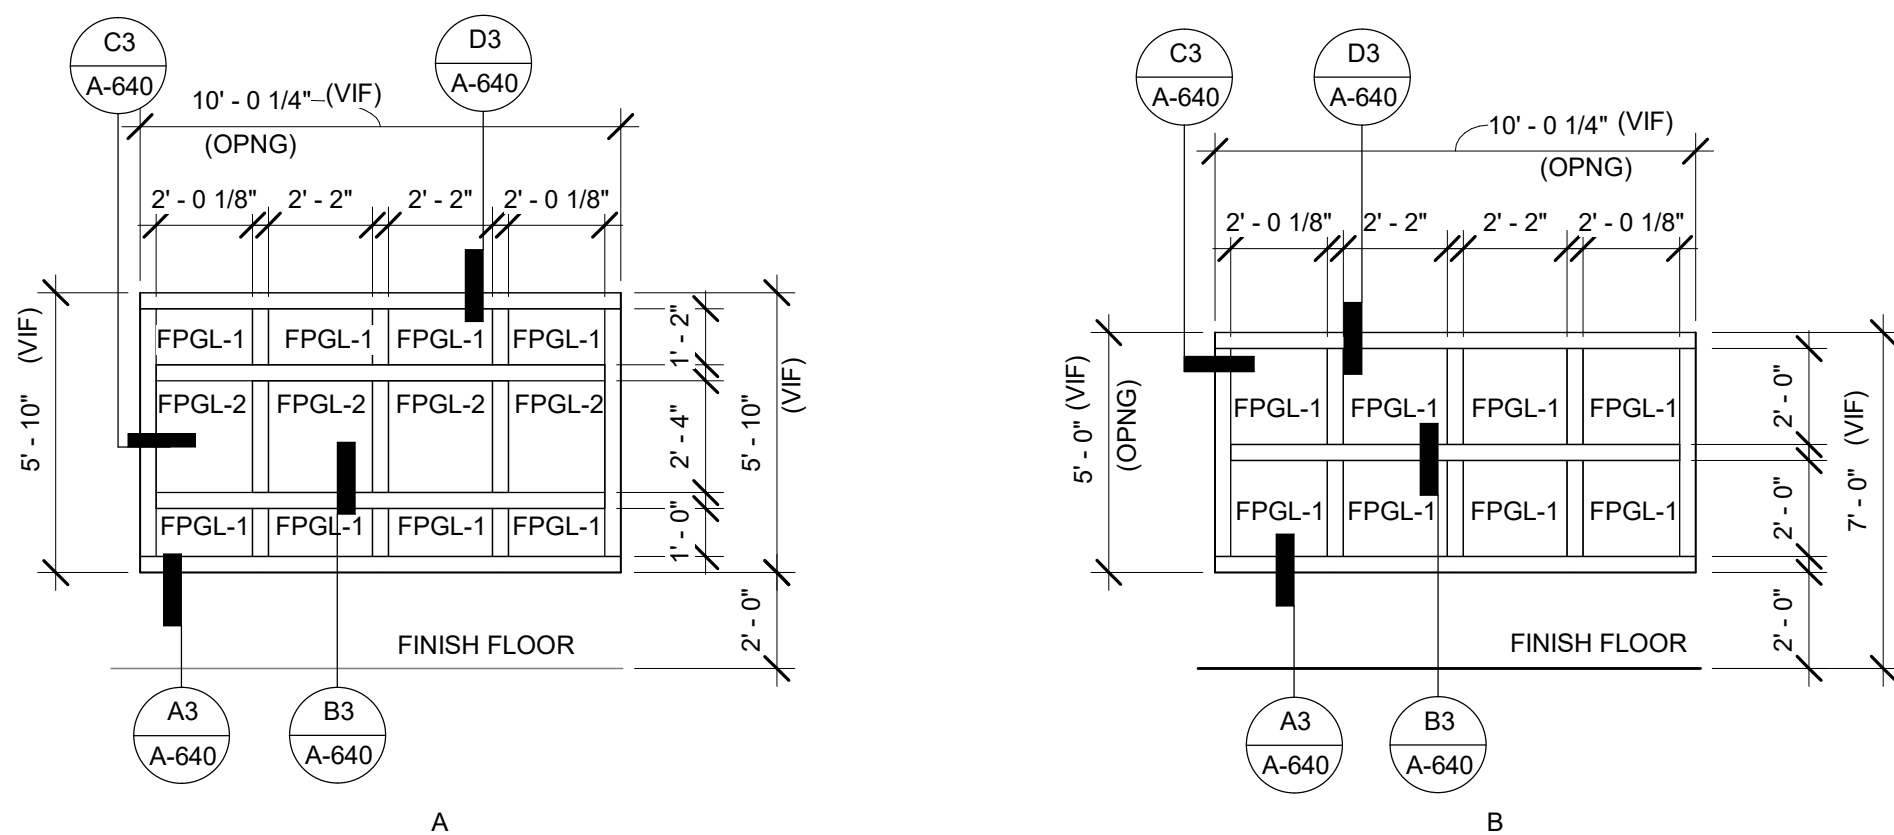 C3
A-640
D3
A-640
10' - 0 1/4" (VIF)
(OPNG)
2' - 0 1/8" 2' - 2" 2' - 2" 2' - 0 1/8"
5' - 10" (VIF)
FPGL-1 FPGL-1 FPGL-1 FPGL-1
FPGL-2 FPGL-2 FPGL-2 FPGL-2
FPGL-1 FPGL-1 FPGL-1 FPGL-1
1' - 2"
2' - 4"
1' - 0"
5' - 10" (VIF)
2' - 0"
FINISH FLOOR
A3
A-640
B3
A-640
A
C3
A-640
D3
A-640
10' - 0 1/4" (VIF)
(OPNG)
2' - 0 1/8" 2' - 2" 2' - 2" 2' - 0 1/8"
5' - 0" (VIF)
(OPNG)
FPGL-1 FPGL-1 FPGL-1 FPGL-1
FPGL-1 FPGL-1 FPGL-1 FPGL-1
2' - 0"
2' - 0"
2' - 0"
7' - 0" (VIF)
FINISH FLOOR
A3
A-640
B3
A-640
B